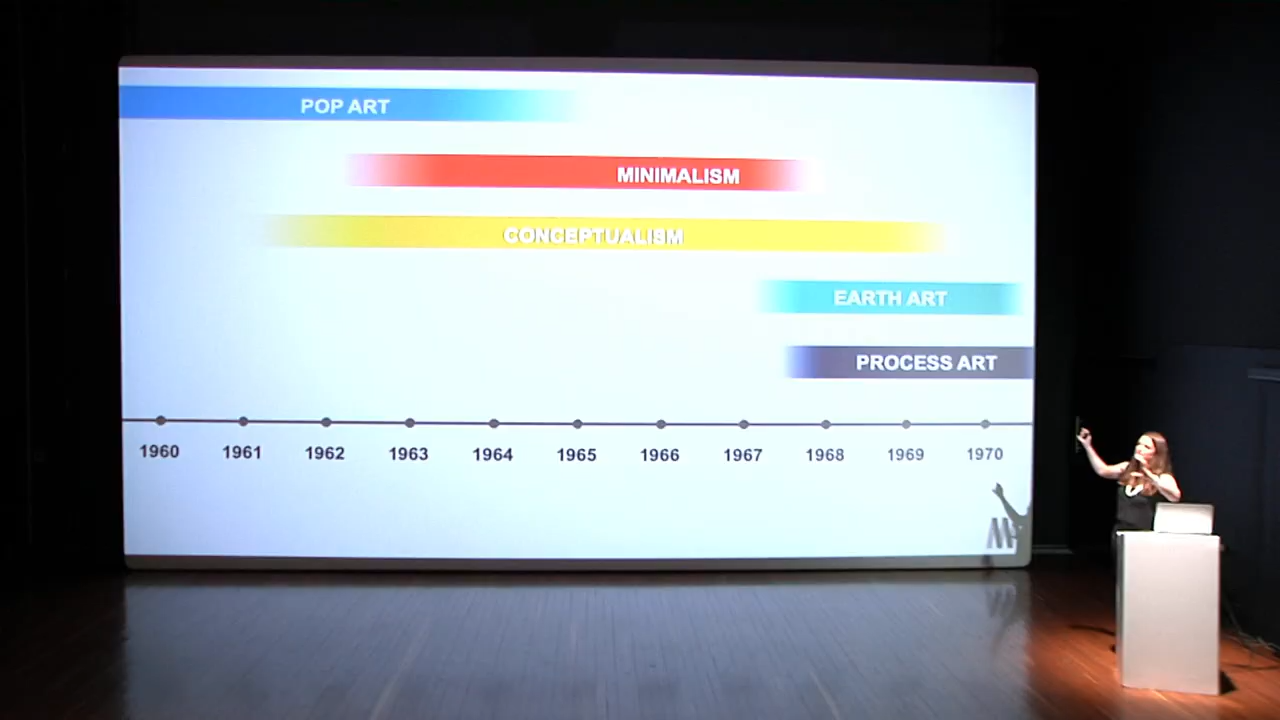 POP ART
MINIMALISM
CONCEPTUALISM
EARTH ART
PROCESS ART
1960 1961 1962 1963 1964 1965 1966 1967 1968 1969 1970